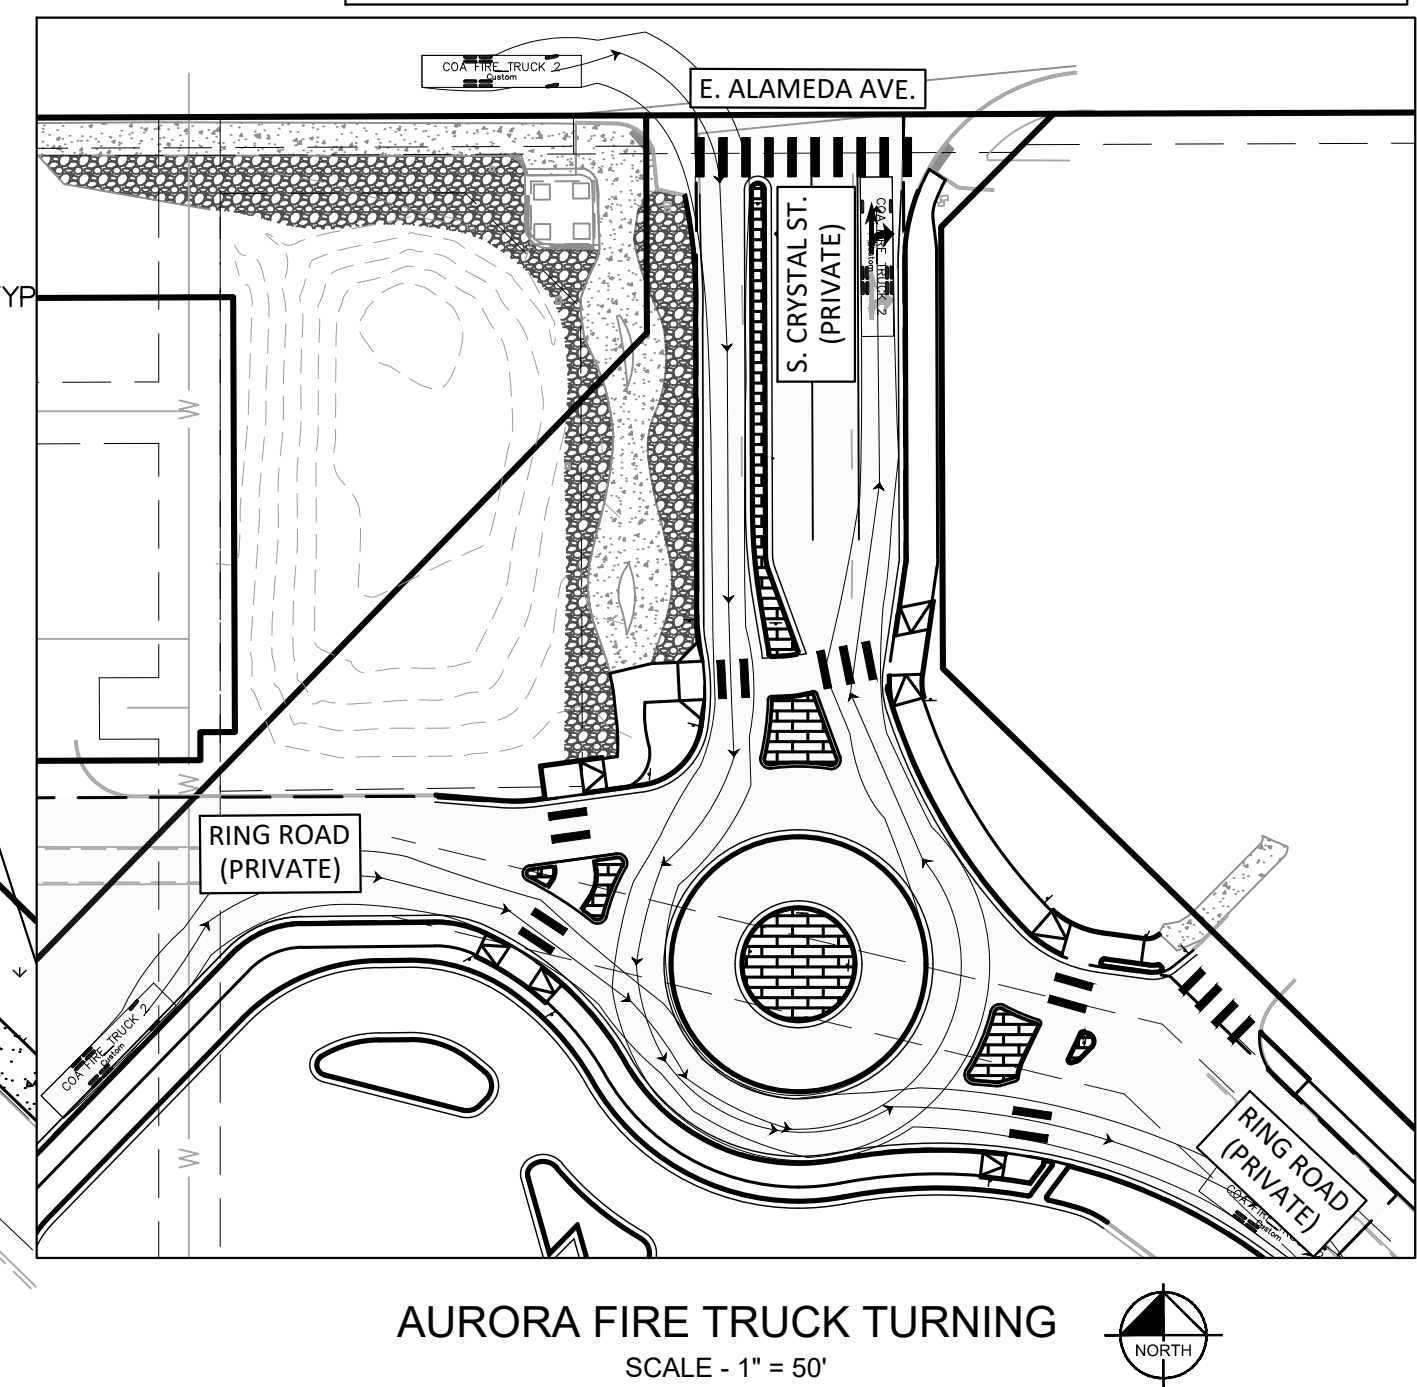 COA FIRE TRUCK 2
Custom
E. ALAMEDA AVE.
S. CRYSTAL ST.
(PRIVATE)
COA FIRE TRUCK 2
Custom
YP
RING ROAD
(PRIVATE)
COA FIRE TRUCK 2
Custom
W
W
W
RING ROAD
(PRIVATE)
Custom
AURORA FIRE TRUCK TURNING
SCALE - 1" = 50'
NORTH